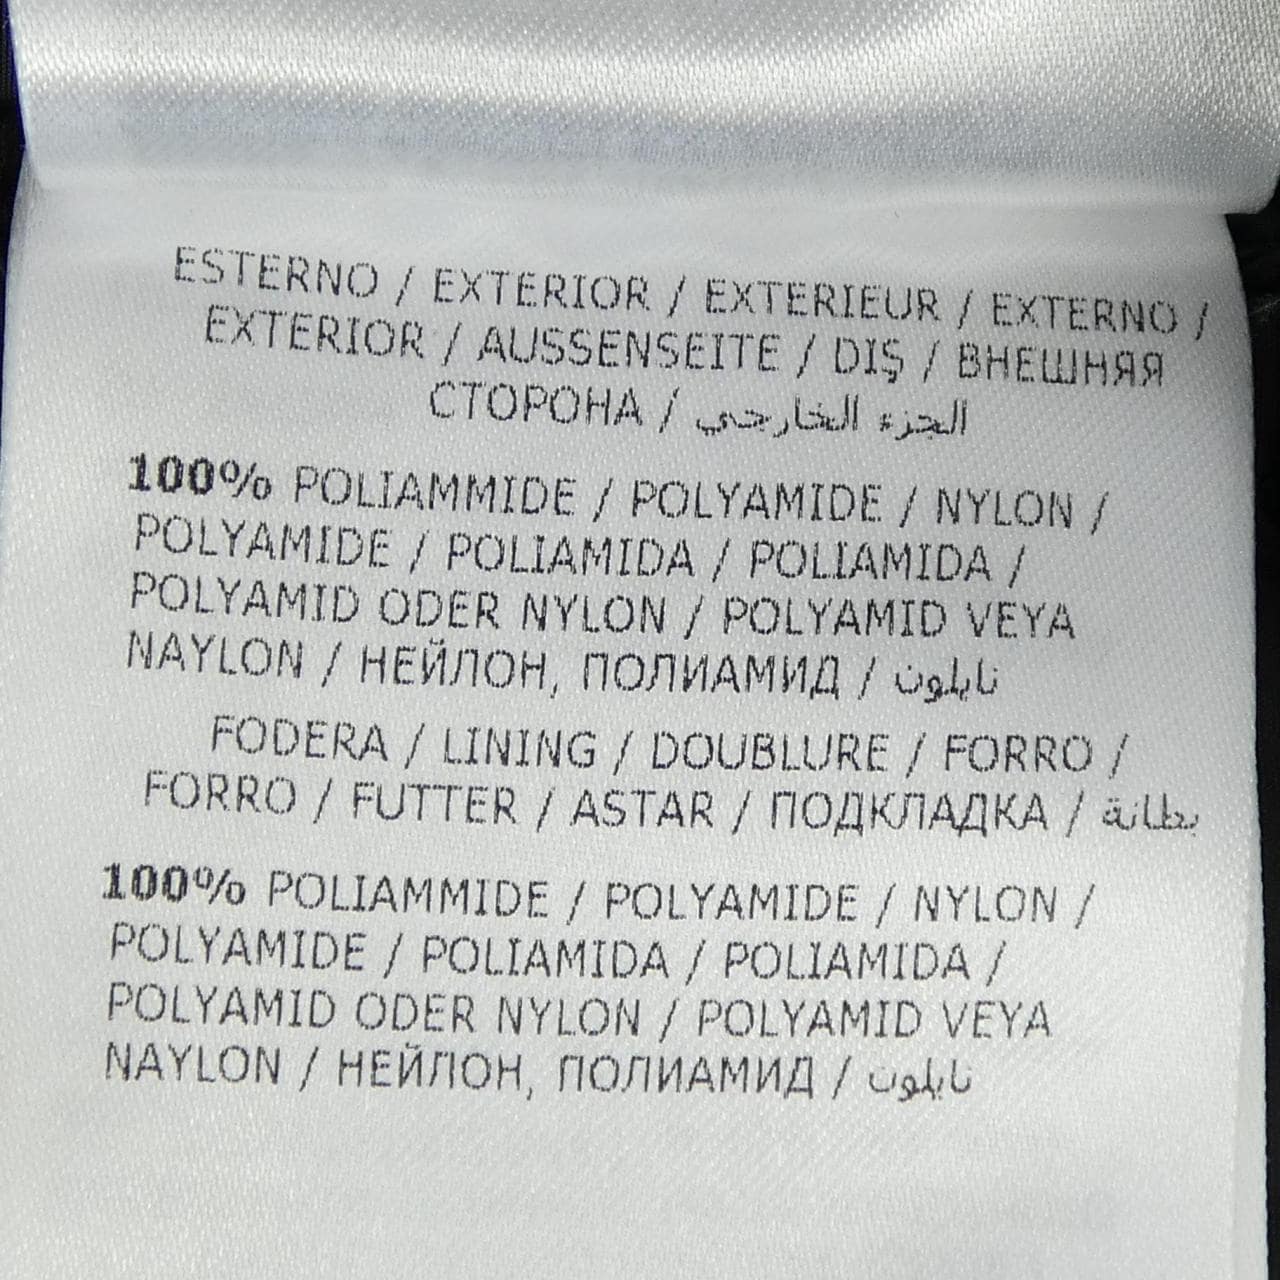 ESTERNO / EXTERIOR / EXTERIEUR / EXTERNO /
EXTERIOR / AUSSENSEITE / DIŞ / ВНЕШНЯЯ
СТОРОНА / الجزء الخارجي
100% POLIAMMIDE / POLYAMIDE / NYLON /
POLYAMIDE / POLIAMIDA / POLIAMIDA /
POLYAMID ODER NYLON / POLYAMID VEYA
NAYLON / НЕЙЛОН, ПОЛИАМИД / نايلون
FODERA / LINING / DOUBLURE / FORRO /
FORRO / FUTTER / ASTAR / ПОДКЛАДКА / بطانة
100% POLIAMMIDE / POLYAMIDE / NYLON /
POLYAMIDE / POLIAMIDA / POLIAMIDA /
POLYAMID ODER NYLON / POLYAMID VEYA
NAYLON / НЕЙЛОН, ПОЛИАМИД / نايلون